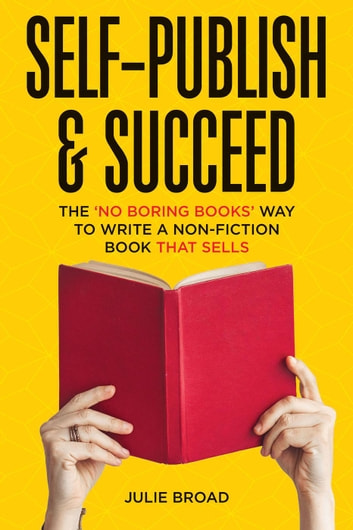 SELF-PUBLISH
& SUCCEED
THE ‘NO BORING BOOKS’ WAY
TO WRITE A NON-FICTION
BOOK THAT SELLS
JULIE BROAD